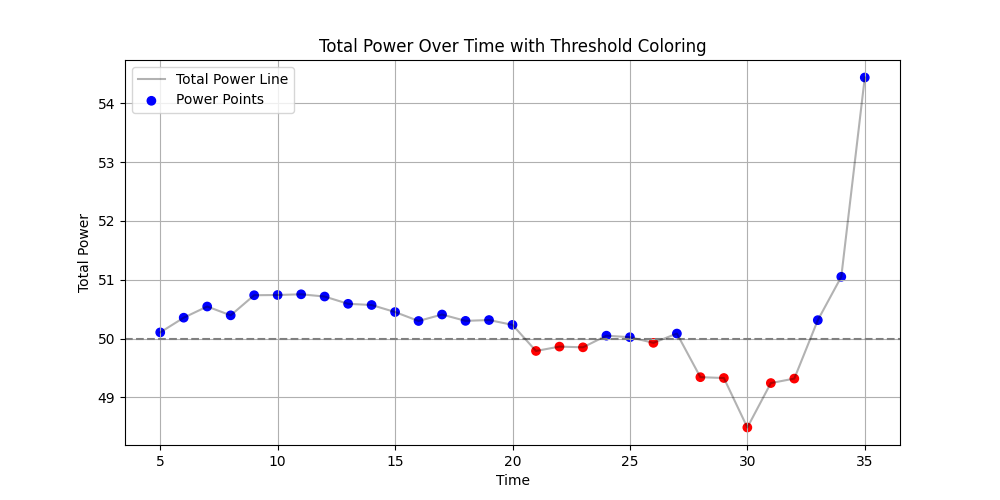 Total Power Over Time with Threshold Coloring
Total Power Line
Power Points
Total Power
54
53
52
51
50
49
5 10 15 20 25 30 35
Time